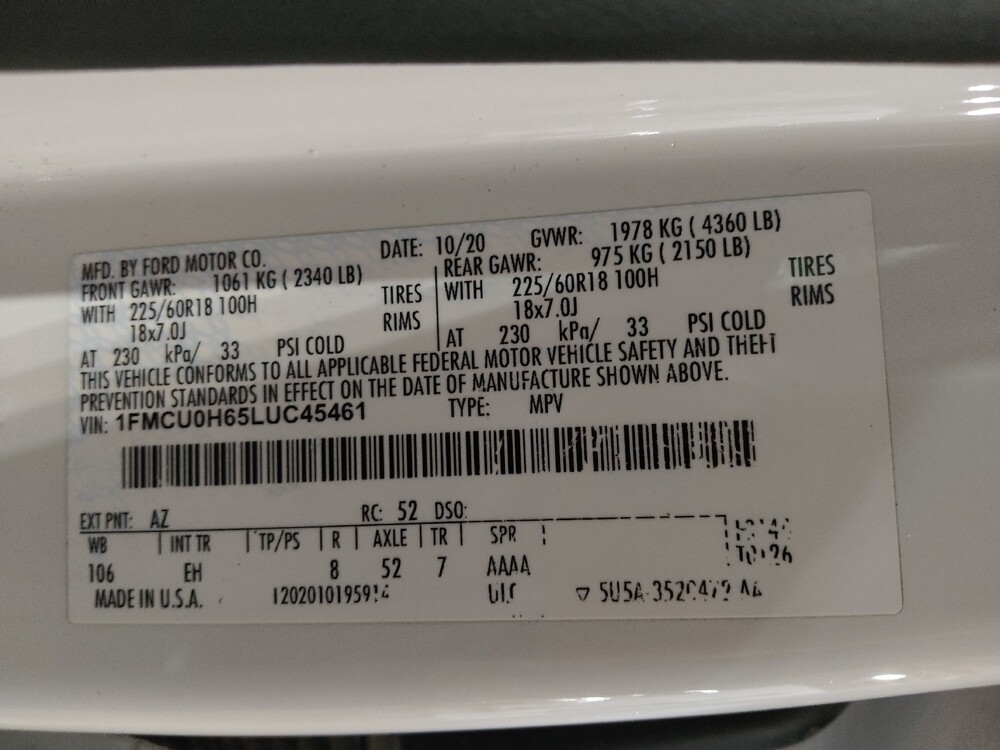 MFD. BY FORD MOTOR CO. DATE: 10/20 GVWR: 1978 KG ( 4360 LB)
FRONT GAWR: 1061 KG ( 2340 LB) REAR GAWR: 975 KG ( 2150 LB)
WITH 225/60R18 100H TIRES WITH 225/60R18 100H TIRES
18x7.0J RIMS 18x7.0J RIMS
AT 230 kPa/ 33 PSI COLD AT 230 kPa/ 33 PSI COLD
THIS VEHICLE CONFORMS TO ALL APPLICABLE FEDERAL MOTOR VEHICLE SAFETY AND THEFT
PREVENTION STANDARDS IN EFFECT ON THE DATE OF MANUFACTURE SHOWN ABOVE.
VIN: 1FMCU0H65LUC45461 TYPE: MPV
EXT PNT: AZ RC: 52 DSO:
WB INT TR TP/PS R AXLE TR SPR
106 EH 8 52 7 AAAA
MADE IN U.S.A.